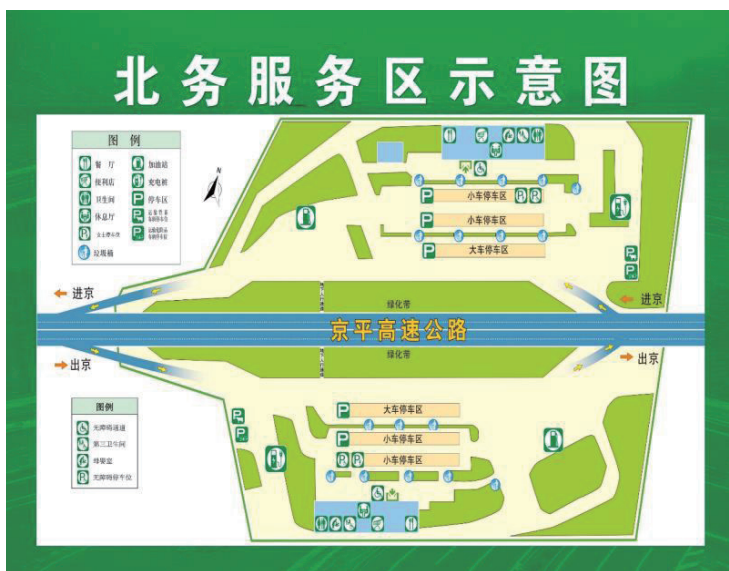 北务服务区示意图
图 例
餐 厅
加油站
便利店
充电桩
卫生间
停车区
休息厅
垃圾桶
北
小车停车区
小车停车区
大车停车区
进京
进京
绿化带
京平高速公路
绿化带
出京
出京
图例
无障碍通道
第三卫生间
母婴室
无障碍停车位
大车停车区
小车停车区
小车停车区